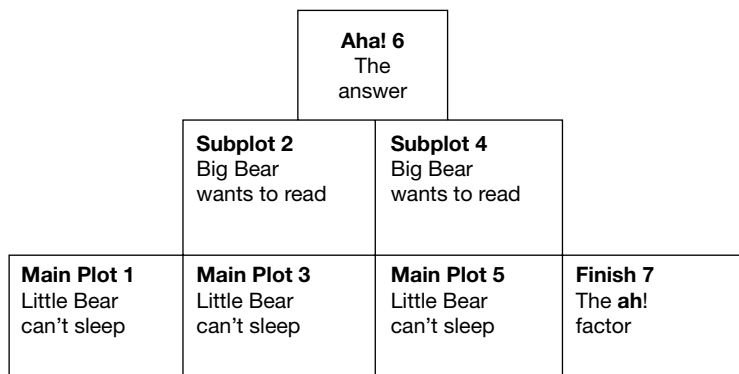 Aha! 6
The
answer
Subplot 2
Big Bear
wants to read
Subplot 4
Big Bear
wants to read
Main Plot 1
Little Bear
can't sleep
Main Plot 3
Little Bear
can't sleep
Main Plot 5
Little Bear
can't sleep
Finish 7
The ah!
factor